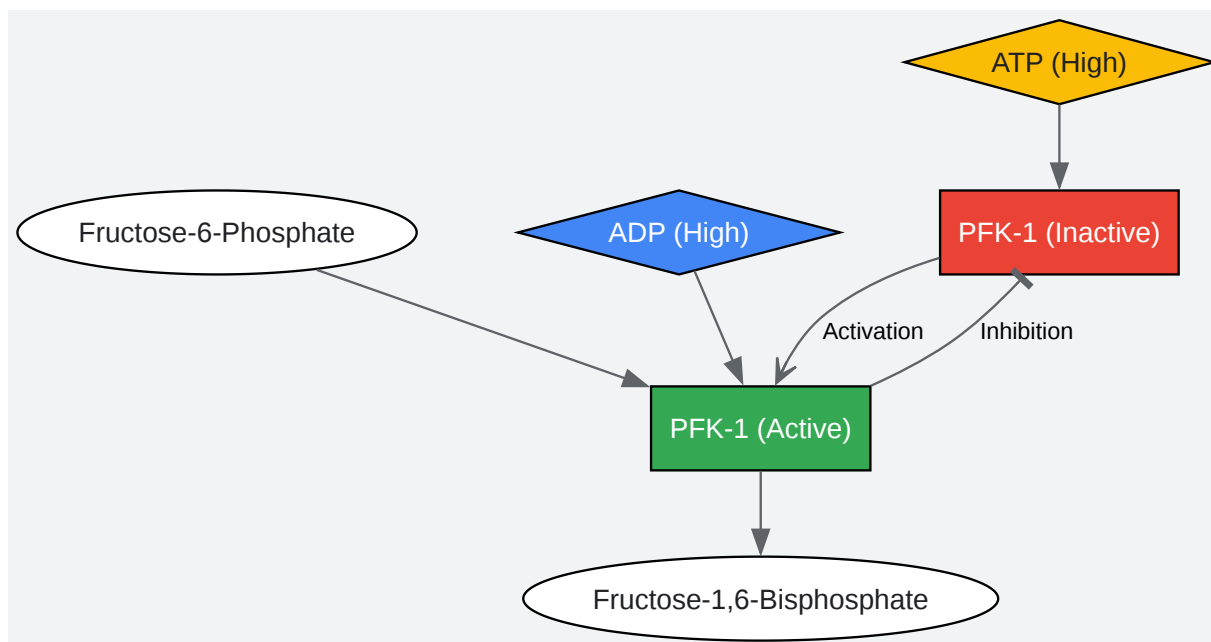 ATP (High)
Fructose-6-Phosphate
ADP (High)
PFK-1 (Inactive)
Activation
Inhibition
PFK-1 (Active)
Fructose-1,6-Bisphosphate